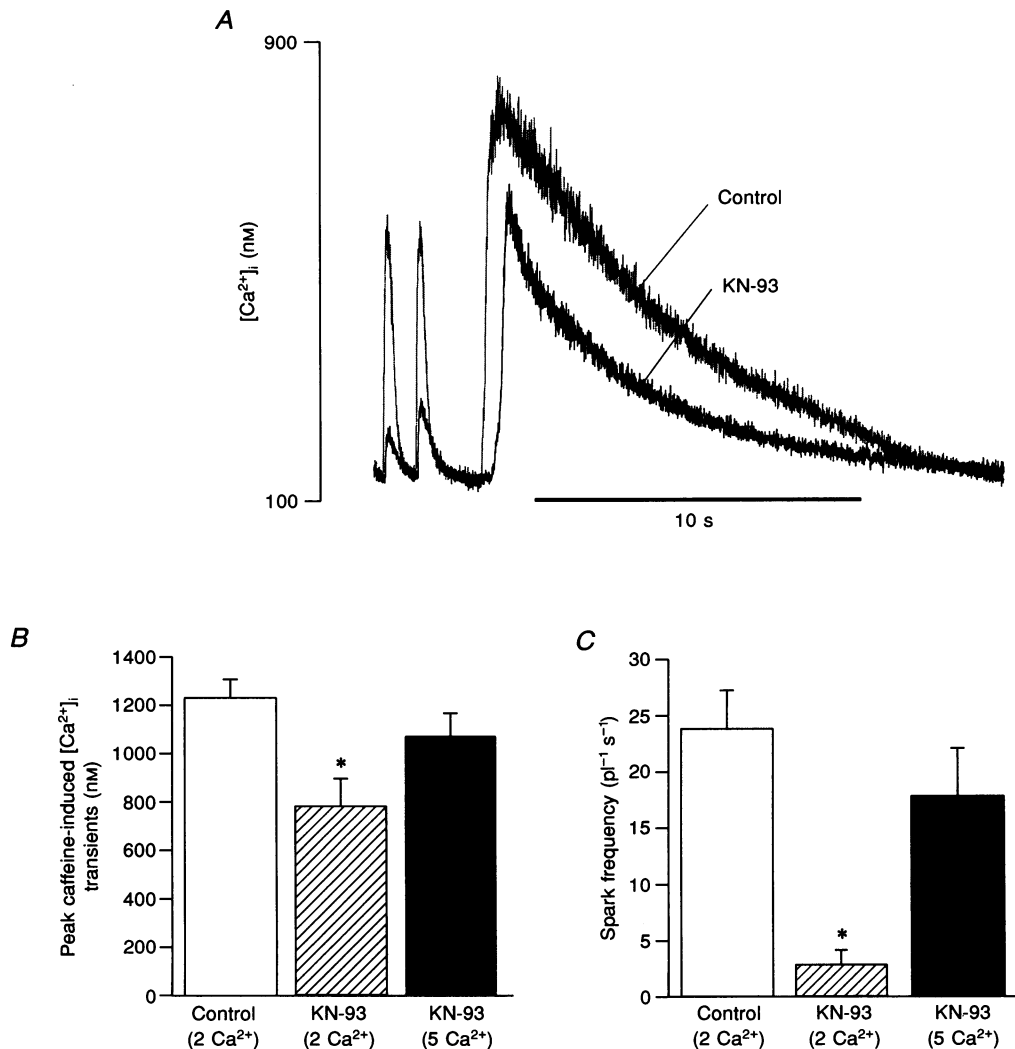 A
900
[Ca²⁺]ᵢ (nM)
100
Control
KN-93
10 s
B
Peak caffeine-induced [Ca²⁺]ᵢ
transients (nM)
1400
1200
1000
800
600
400
200
0
*
Control
(2 Ca²⁺)
KN-93
(2 Ca²⁺)
KN-93
(5 Ca²⁺)
C
Spark frequency (pl⁻¹ s⁻¹)
30
25
20
15
10
5
0
*
Control
(2 Ca²⁺)
KN-93
(2 Ca²⁺)
KN-93
(5 Ca²⁺)